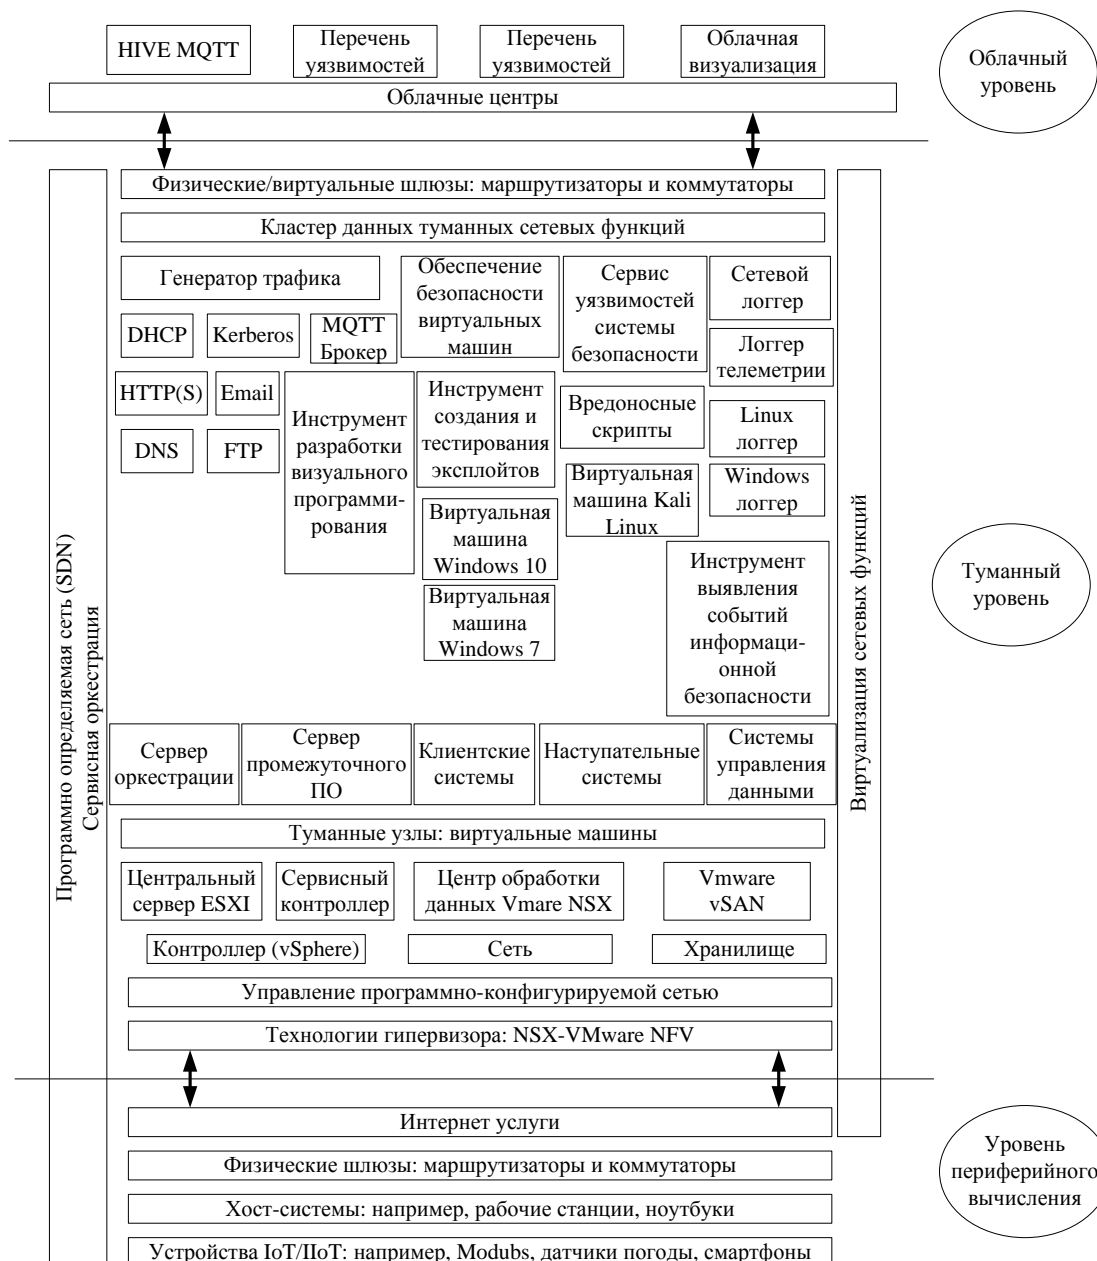 HIVE MQTT
Перечень
уязвимостей
Перечень
уязвимостей
Облачная
визуализация
Облачный
уровень
Облачные центры
Программно определяемая сеть (SDN)
Сервисная оркестрация
Физические/виртуальные шлюзы: маршрутизаторы и коммутаторы
Кластер данных туманных сетевых функций
Генератор трафика
Обеспечение
безопасности
виртуальных
машин
Сервис
уязвимостей
системы
безопасности
Сетевой
логгер
DHCP
Kerberos
MQTT
Брокер
Логгер
телеметрии
HTTP(S)
Email
Инструмент
разработки
визуального
программи-
рования
Инструмент
создания и
тестирования
эксплойтов
Вредоносные
скрипты
Linux
логгер
DNS
FTP
Виртуальная
машина Kali
Linux
Windows
логгер
Виртуальная
машина
Windows 10
Виртуальная
машина
Windows 7
Инструмент
выявления
событий
информаци-
онной
безопасности
Виртуализация сетевых функций
Туманный
уровень
Сервер
оркестрации
Сервер
промежуточного
ПО
Клиентские
системы
Наступательные
системы
Системы
управления
данными
Туманные узлы: виртуальные машины
Центральный
сервер ESXI
Сервисный
контроллер
Центр обработки
данных Vmare NSX
Vmware
vSAN
Контроллер (vSphere)
Сеть
Хранилище
Управление программно-конфигурируемой сетью
Технологии гипервизора: NSX-VMware NFV
Интернет услуги
Физические шлюзы: маршрутизаторы и коммутаторы
Хост-системы: например, рабочие станции, ноутбуки
Устройства IoT/IIoT: например, Modubs, датчики погоды, смартфоны
Уровень
периферийного
вычисления